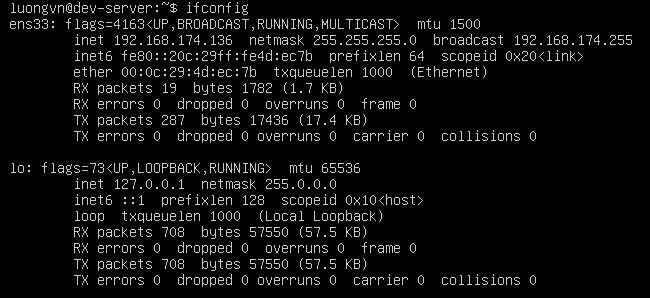 luongvn@dev-server:~$ ifconfig
ens33: flags=4163<UP,BROADCAST,RUNNING,MULTICAST>  mtu 1500
        inet 192.168.174.136  netmask 255.255.255.0  broadcast 192.168.174.255
        inet6 fe80::20c:29ff:fe4d:ec7b  prefixlen 64  scopeid 0x20<link>
        ether 00:0c:29:4d:ec:7b  txqueuelen 1000  (Ethernet)
        RX packets 19  bytes 1782 (1.7 KB)
        RX errors 0  dropped 0  overruns 0  frame 0
        TX packets 287  bytes 17436 (17.4 KB)
        TX errors 0  dropped 0 overruns 0  carrier 0  collisions 0
lo: flags=73<UP,LOOPBACK,RUNNING>  mtu 65536
        inet 127.0.0.1  netmask 255.0.0.0
        inet6 ::1  prefixlen 128  scopeid 0x10<host>
        loop  txqueuelen 1000  (Local Loopback)
        RX packets 708  bytes 57550 (57.5 KB)
        RX errors 0  dropped 0  overruns 0  frame 0
        TX packets 708  bytes 57550 (57.5 KB)
        TX errors 0  dropped 0 overruns 0  carrier 0  collisions 0